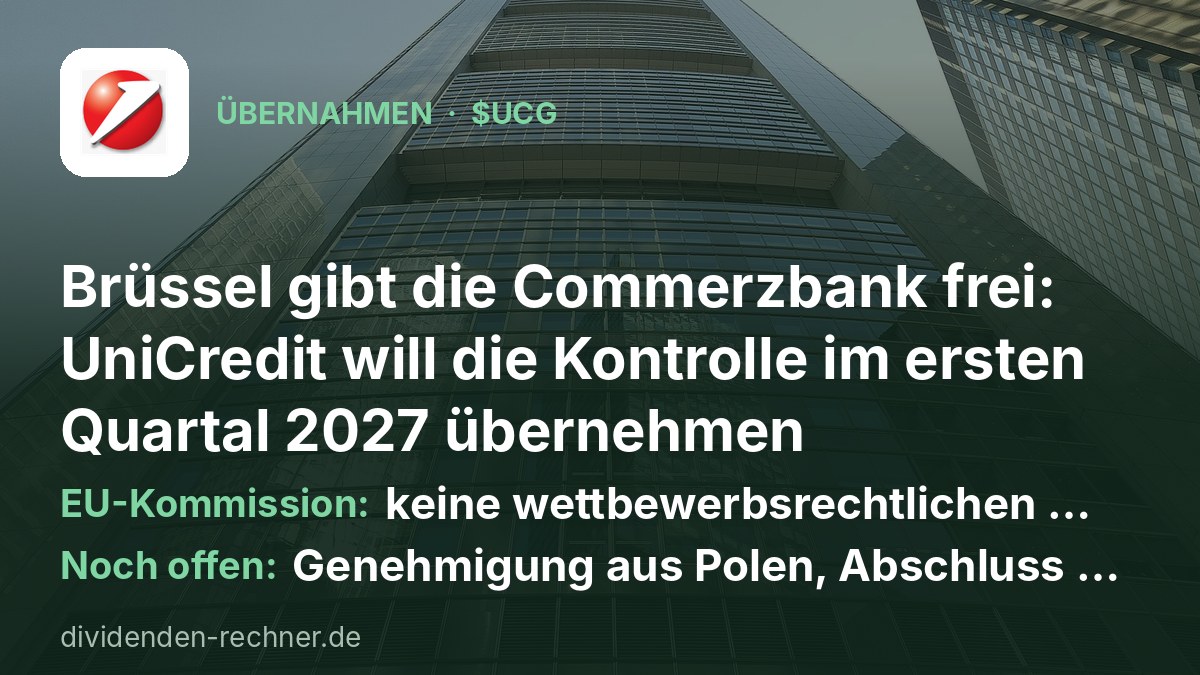 ÜBERNAHMEN · $UCG
Brüssel gibt die Commerzbank frei:
UniCredit will die Kontrolle im ersten
Quartal 2027 übernehmen
EU-Kommission: keine wettbewerbsrechtlichen ...
Noch offen: Genehmigung aus Polen, Abschluss ...
dividenden-rechner.de